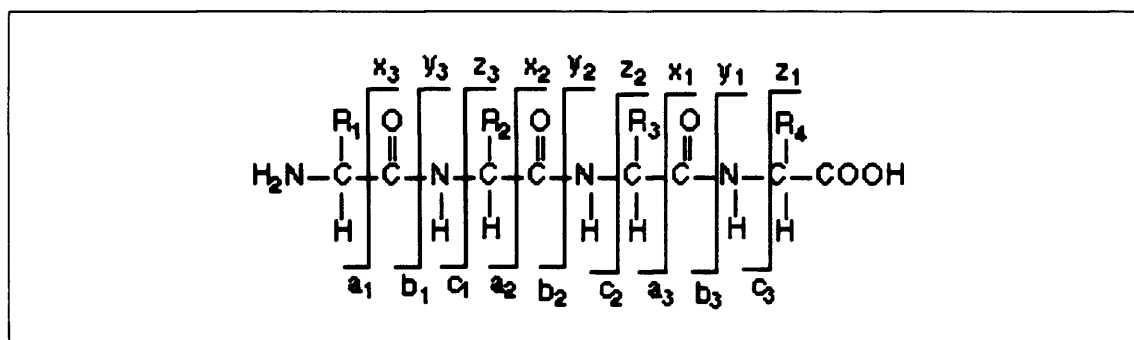 x₃ y₃ z₃ x₂ y₂ z₂ x₁ y₁ z₁
R₁ O R₂ O R₃ O R₄
H₂N–C–C–N–C–C–N–C–C–N–C–COOH
H H H H H H H
a₁ b₁ c₁ a₂ b₂ c₂ a₃ b₃ c₃